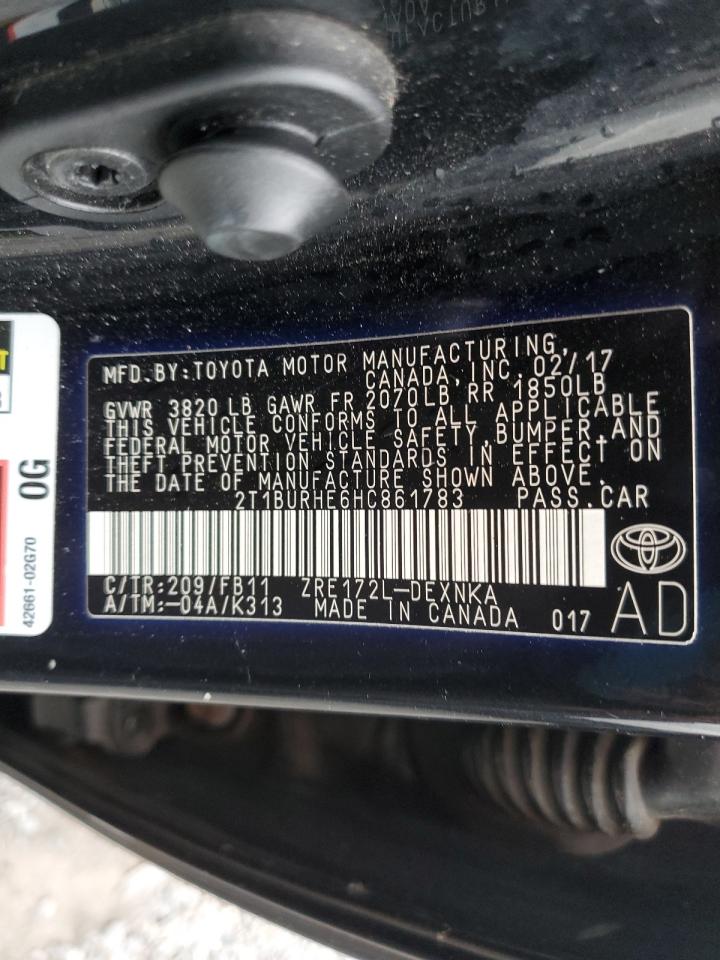 MFD.BY:TOYOTA MOTOR MANUFACTURING,
CANADA,INC. 02/17
GVWR 3820 LB GAWR FR 2070LB RR 1850LB
THIS VEHICLE CONFORMS TO ALL APPLICABLE
FEDERAL MOTOR VEHICLE SAFETY,BUMPER,AND
THEFT PREVENTION STANDARDS IN EFFECT ON
THE DATE OF MANUFACTURE SHOWN ABOVE.
2T1BURHE6HC861783 PASS.CAR
C/TR:209/FB11 ZRE172L-DEXNKA
A/TM:-04A/K313 MADE IN CANADA 017 AD
0G
42661-02G70